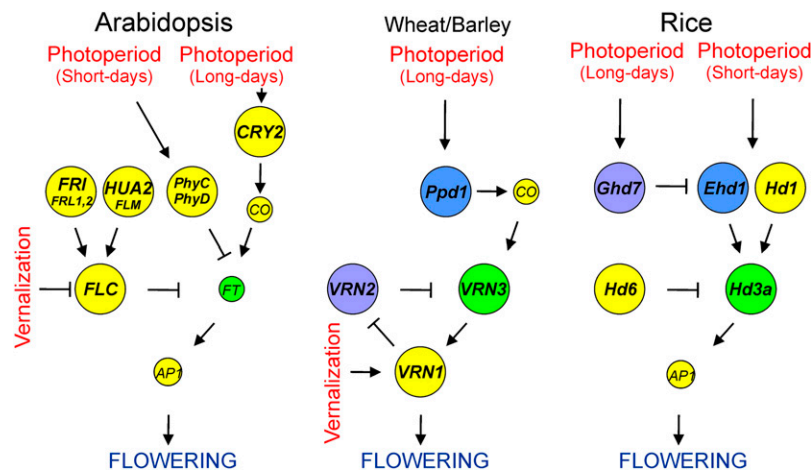 Arabidopsis
Photoperiod
(Short-days)
Photoperiod
(Long-days)
CRY2
FRI
FRL1,2
HUA2
FLM
PhyC
PhyD
CO
Vernalization
FLC
FT
AP1
FLOWERING
Wheat/Barley
Photoperiod
(Long-days)
Ppd1
CO
VRN2
VRN3
Vernalization
VRN1
FLOWERING
Rice
Photoperiod
(Long-days)
Photoperiod
(Short-days)
Ghd7
Ehd1
Hd1
Hd6
Hd3a
AP1
FLOWERING